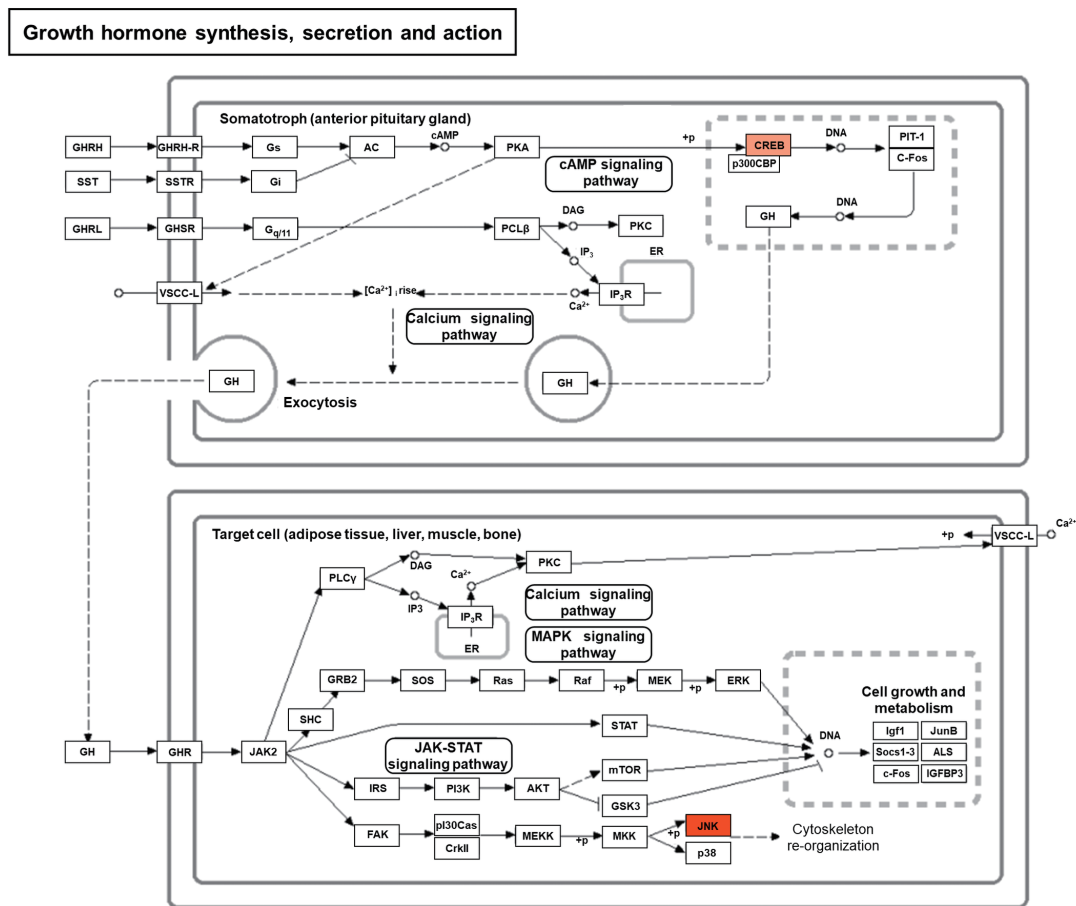 Growth hormone synthesis, secretion and action
Somatotroph (anterior pituitary gland)
GHRH
GHRH-R
Gs
AC
cAMP
PKA
+p
CREB
p300CBP
DNA
PIT-1
C-Fos
SST
SSTR
Gi
cAMP signaling
pathway
GHRL
GHSR
Gq/11
PCLβ
DAG
PKC
GH
DNA
IP3
ER
VSCC-L
[Ca2+] i rise
Ca2+
IP3R
Calcium signaling
pathway
GH
Exocytosis
GH
Target cell (adipose tissue, liver, muscle, bone)
+p
VSCC-L
Ca2+
PLCγ
DAG
Ca2+
PKC
IP3
IP3R
ER
Calcium signaling
pathway
MAPK signaling
pathway
GRB2
SOS
Ras
Raf
+p
MEK
+p
ERK
Cell growth and
metabolism
SHC
STAT
DNA
Igf1
JunB
Socs1-3
ALS
c-Fos
IGFBP3
GH
GHR
JAK2
JAK-STAT
signaling pathway
IRS
PI3K
AKT
mTOR
GSK3
FAK
pI30Cas
CrkII
MEKK
+p
MKK
+p
JNK
p38
Cytoskeleton
re-organization